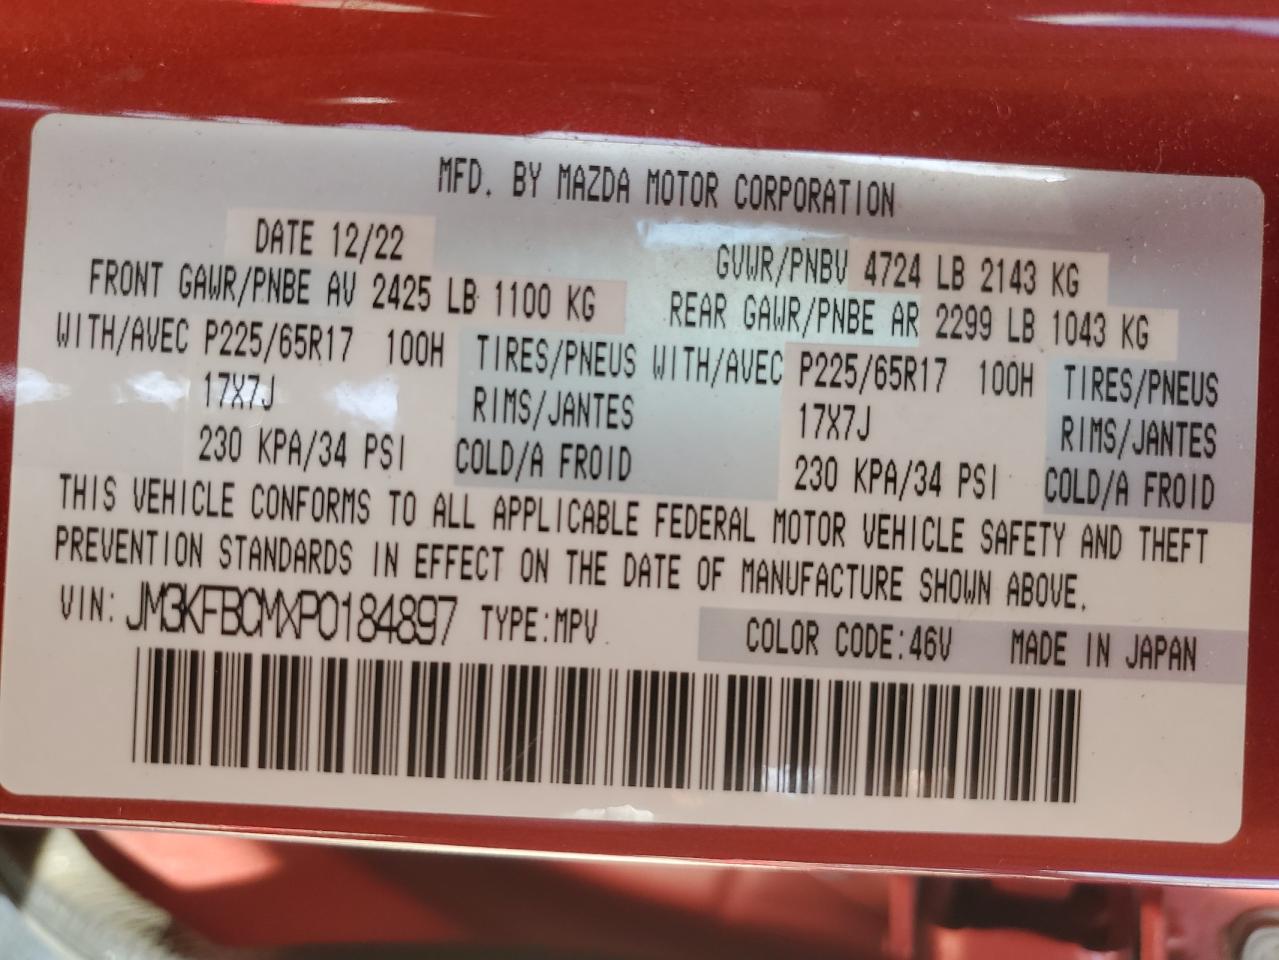 MFD. BY MAZDA MOTOR CORPORATION
DATE 12/22 GVWR/PNBV 4724 LB 2143 KG
FRONT GAWR/PNBE AV 2425 LB 1100 KG REAR GAWR/PNBE AR 2299 LB 1043 KG
WITH/AVEC P225/65R17 100H TIRES/PNEUS WITH/AVEC P225/65R17 100H TIRES/PNEUS
17X7J RIMS/JANTES 17X7J RIMS/JANTES
230 KPA/34 PSI COLD/A FROID 230 KPA/34 PSI COLD/A FROID
THIS VEHICLE CONFORMS TO ALL APPLICABLE FEDERAL MOTOR VEHICLE SAFETY AND THEFT
PREVENTION STANDARDS IN EFFECT ON THE DATE OF MANUFACTURE SHOWN ABOVE.
VIN: JM3KFBCMXP0184897 TYPE:MPV COLOR CODE:46V MADE IN JAPAN